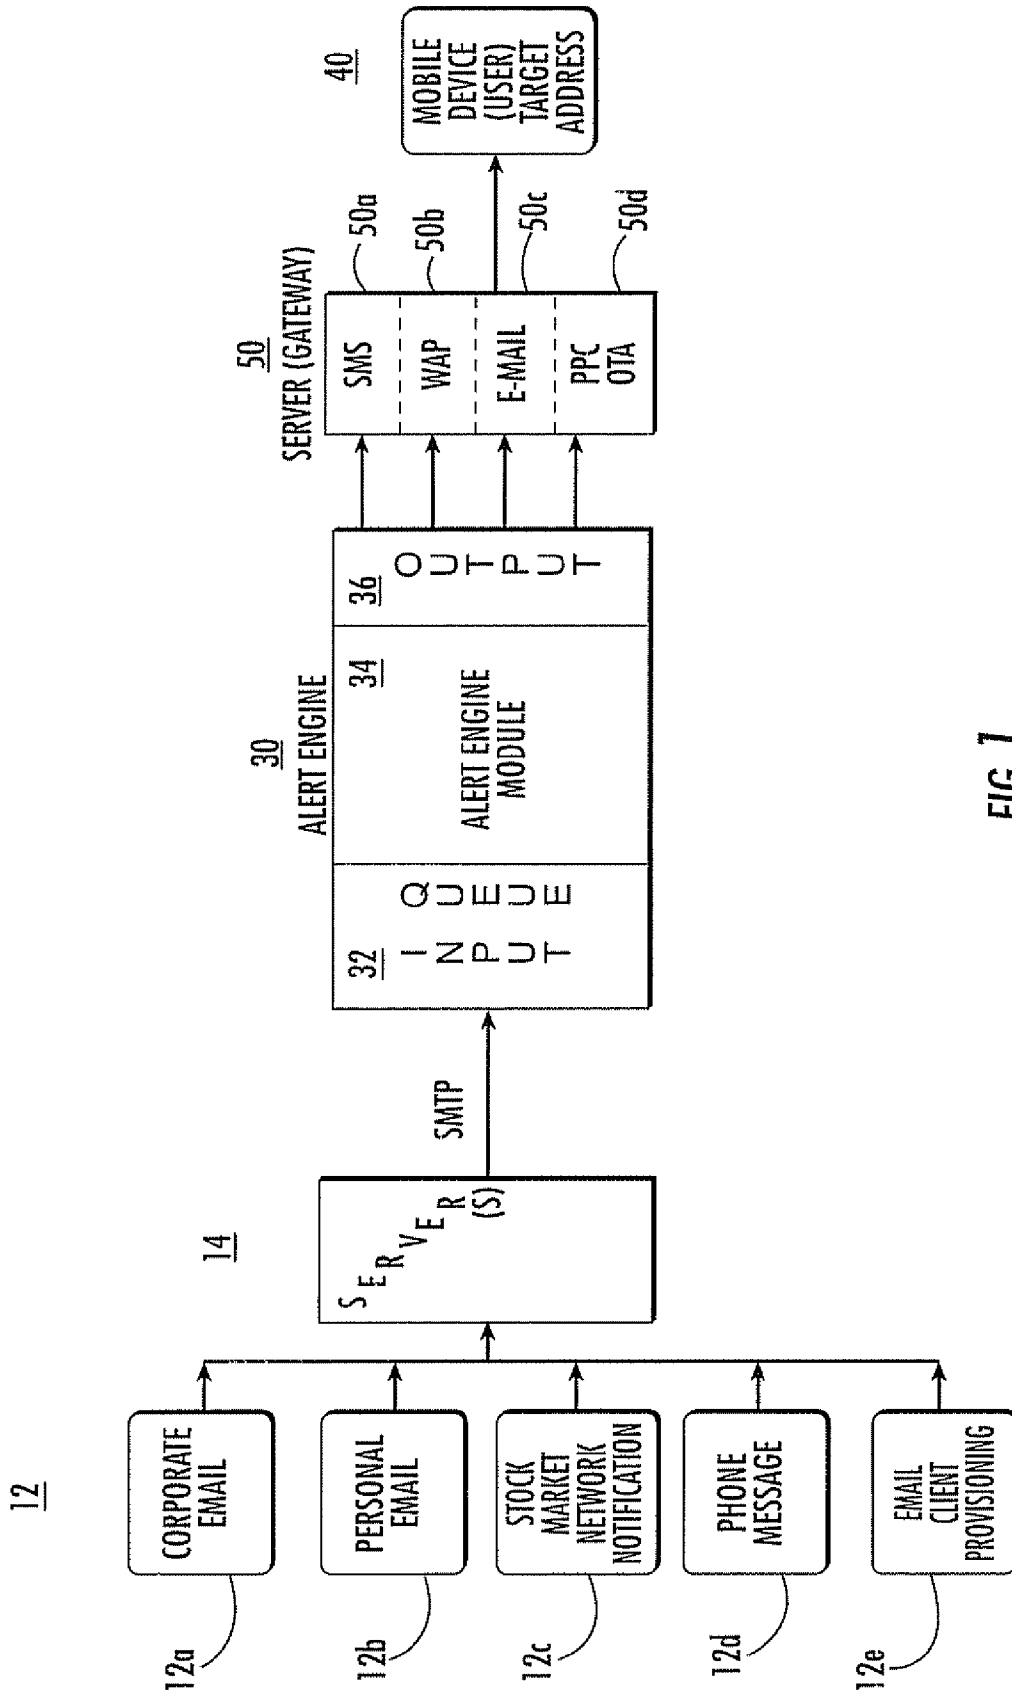 12
12a
CORPORATE
EMAIL
12b
PERSONAL
EMAIL
12c
STOCK
MARKET
NETWORK
NOTIFICATION
12d
PHONE
MESSAGE
12e
EMAIL
CLIENT
PROVISIONING
14
SERVER
(S)
SMTP
30
ALERT ENGINE
32
INPUT
QUEUE
34
ALERT ENGINE
MODULE
36
OUTPUT
50
SERVER (GATEWAY)
SMS
50a
WAP
50b
E-MAIL
50c
PPC
OTA
50d
40
MOBILE
DEVICE
(USER)
TARGET
ADDRESS
FIG. 1